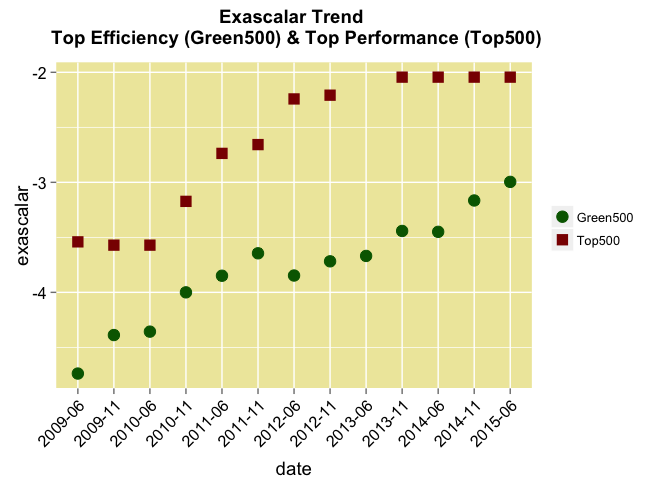 Exascalar Trend
Top Efficiency (Green500) & Top Performance (Top500)
-2
-3
-4
exascalar
Green500
Top500
2009-06
2009-11
2010-06
2010-11
2011-06
2011-11
2012-06
2012-11
2013-06
2013-11
2014-06
2014-11
2015-06
date